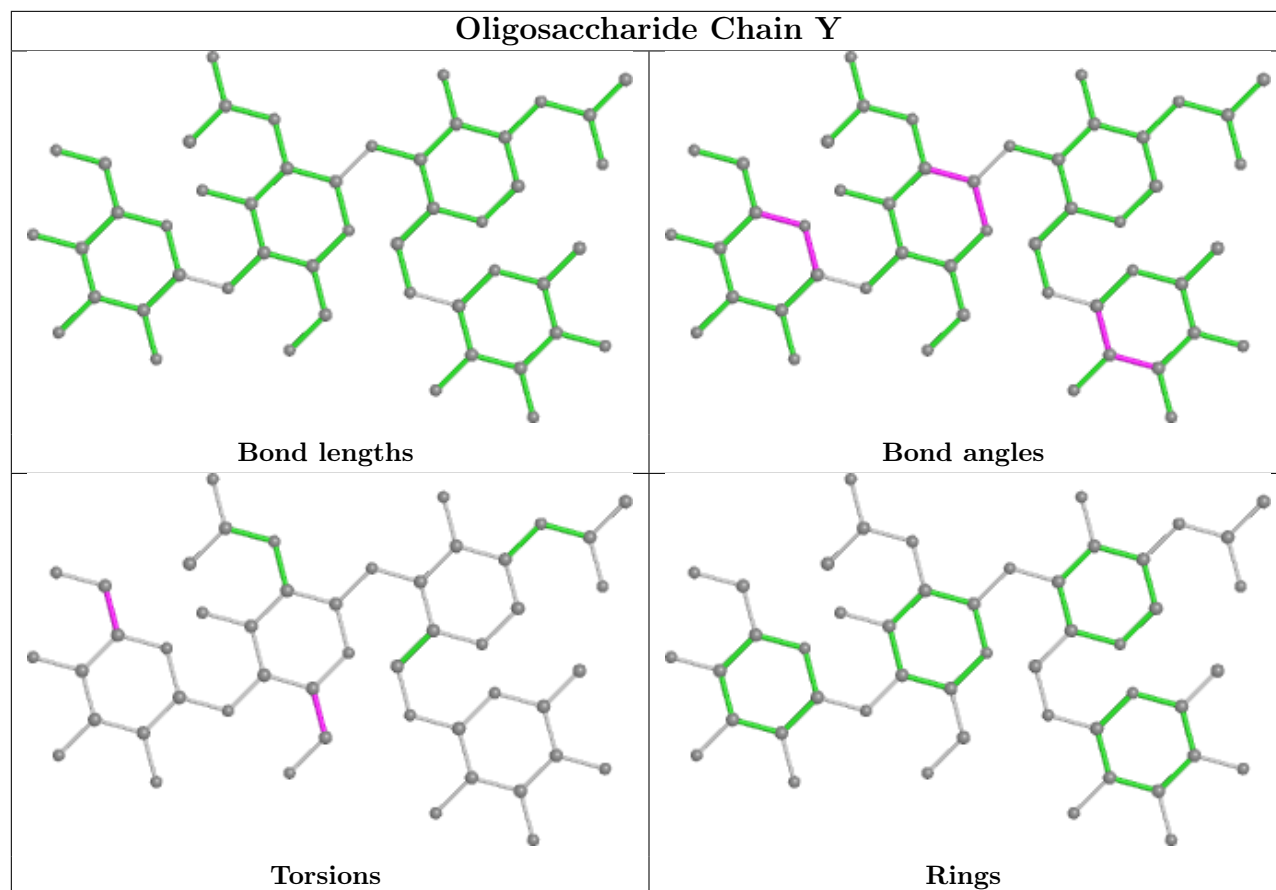 Oligosaccharide Chain Y
Bond lengths
Bond angles
Torsions
Rings